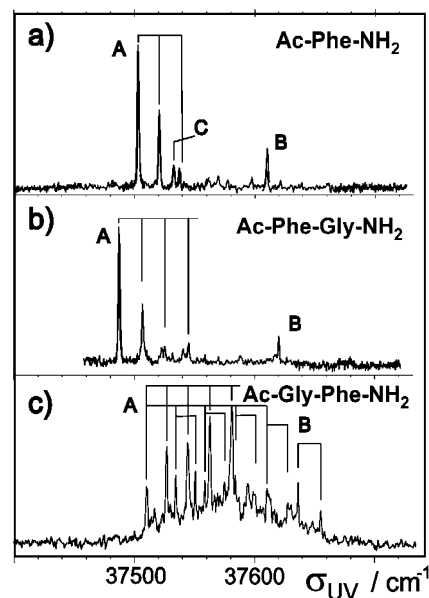 a)
Ac-Phe-NH2
A
C
B
b)
Ac-Phe-Gly-NH2
A
B
c)
Ac-Gly-Phe-NH2
A
B
37500 37600
σUV / cm-1